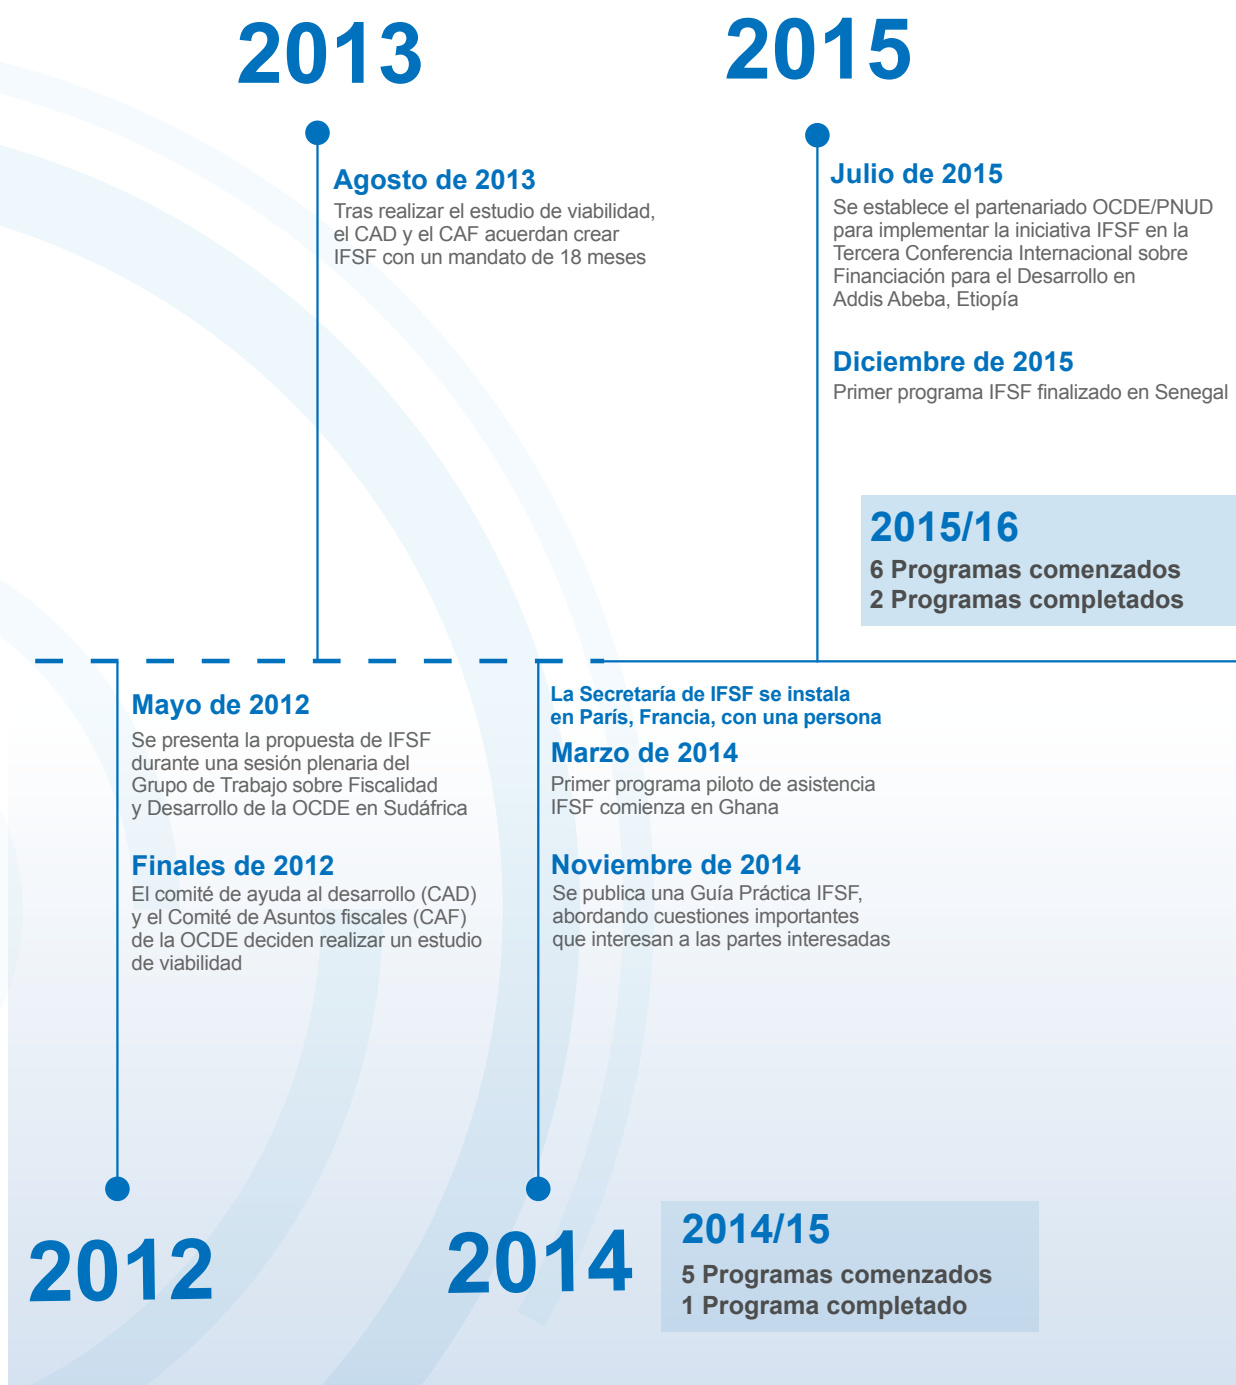 2013
Agosto de 2013
Tras realizar el estudio de viabilidad,
el CAD y el CAF acuerdan crear
IFSF con un mandato de 18 meses
2015
Julio de 2015
Se establece el partenariado OCDE/PNUD
para implementar la iniciativa IFSF en la
Tercera Conferencia Internacional sobre
Financiación para el Desarrollo en
Addis Abeba, Etiopía
Diciembre de 2015
Primer programa IFSF finalizado en Senegal
2015/16
6 Programas comenzados
2 Programas completados
Mayo de 2012
Se presenta la propuesta de IFSF
durante una sesión plenaria del
Grupo de Trabajo sobre Fiscalidad
y Desarrollo de la OCDE en Sudáfrica
Finales de 2012
El comité de ayuda al desarrollo (CAD)
y el Comité de Asuntos fiscales (CAF)
de la OCDE deciden realizar un estudio
de viabilidad
2012
La Secretaría de IFSF se instala
en París, Francia, con una persona
Marzo de 2014
Primer programa piloto de asistencia
IFSF comienza en Ghana
Noviembre de 2014
Se publica una Guía Práctica IFSF,
abordando cuestiones importantes
que interesan a las partes interesadas
2014
2014/15
5 Programas comenzados
1 Programa completado